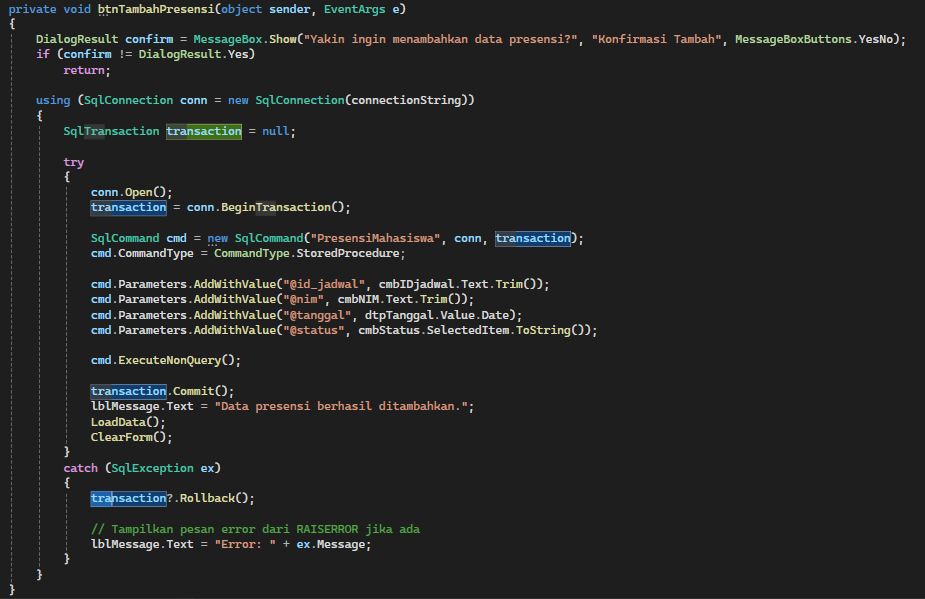 private void btnTambahPresensi(object sender, EventArgs e)
{
    DialogResult confirm = MessageBox.Show("Yakin ingin menambahkan data presensi?", "Konfirmasi Tambah", MessageBoxButtons.YesNo);
    if (confirm != DialogResult.Yes)
        return;
    using (SqlConnection conn = new SqlConnection(connectionString))
    {
        SqlTransaction transaction = null;
        try
        {
            conn.Open();
            transaction = conn.BeginTransaction();
            SqlCommand cmd = new SqlCommand("PresensiMahasiswa", conn, transaction);
            cmd.CommandType = CommandType.StoredProcedure;
            cmd.Parameters.AddWithValue("@id_jadwal", cmbIDjadwal.Text.Trim());
            cmd.Parameters.AddWithValue("@nim", cmbNIM.Text.Trim());
            cmd.Parameters.AddWithValue("@tanggal", dtpTanggal.Value.Date);
            cmd.Parameters.AddWithValue("@status", cmbStatus.SelectedItem.ToString());
            cmd.ExecuteNonQuery();
            transaction.Commit();
            lblMessage.Text = "Data presensi berhasil ditambahkan.";
            LoadData();
            ClearForm();
        }
        catch (SqlException ex)
        {
            transaction?.Rollback();
            // Tampilkan pesan error dari RAISERROR jika ada
            lblMessage.Text = "Error: " + ex.Message;
        }
    }
}